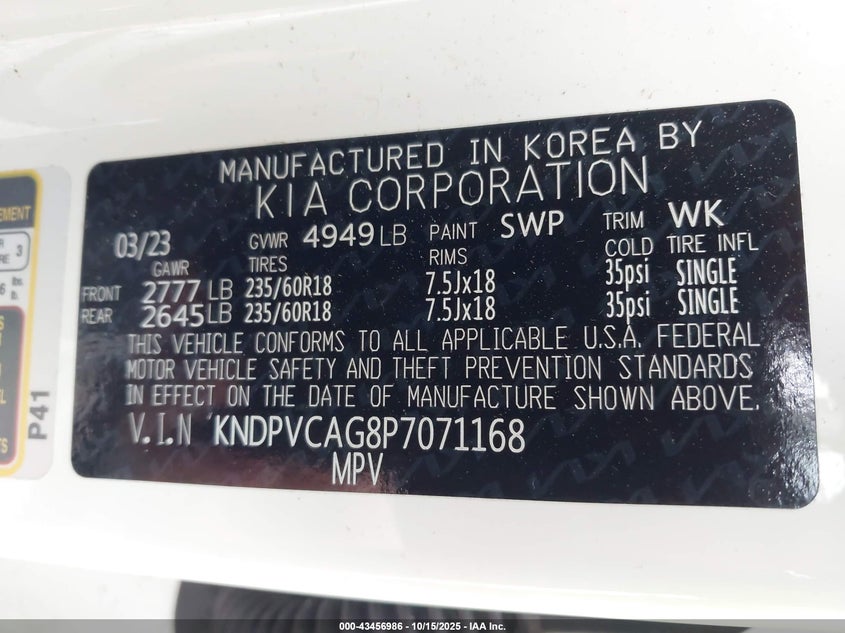 MANUFACTURED IN KOREA BY
KIA CORPORATION
03/23 GVWR 4949 LB PAINT SWP TRIM WK
GAWR TIRES RIMS COLD TIRE INFL
FRONT 2777 LB 235/60R18 7.5Jx18 35psi SINGLE
REAR 2645 LB 235/60R18 7.5Jx18 35psi SINGLE
THIS VEHICLE CONFORMS TO ALL APPLICABLE U.S.A. FEDERAL
MOTOR VEHICLE SAFETY AND THEFT PREVENTION STANDARDS
IN EFFECT ON THE DATE OF MANUFACTURE SHOWN ABOVE.
V.I.N KNDPVCAG8P7071168
MPV
P41
3
lbs.
lb.
000-43456986 - 10/15/2025 - IAA Inc.